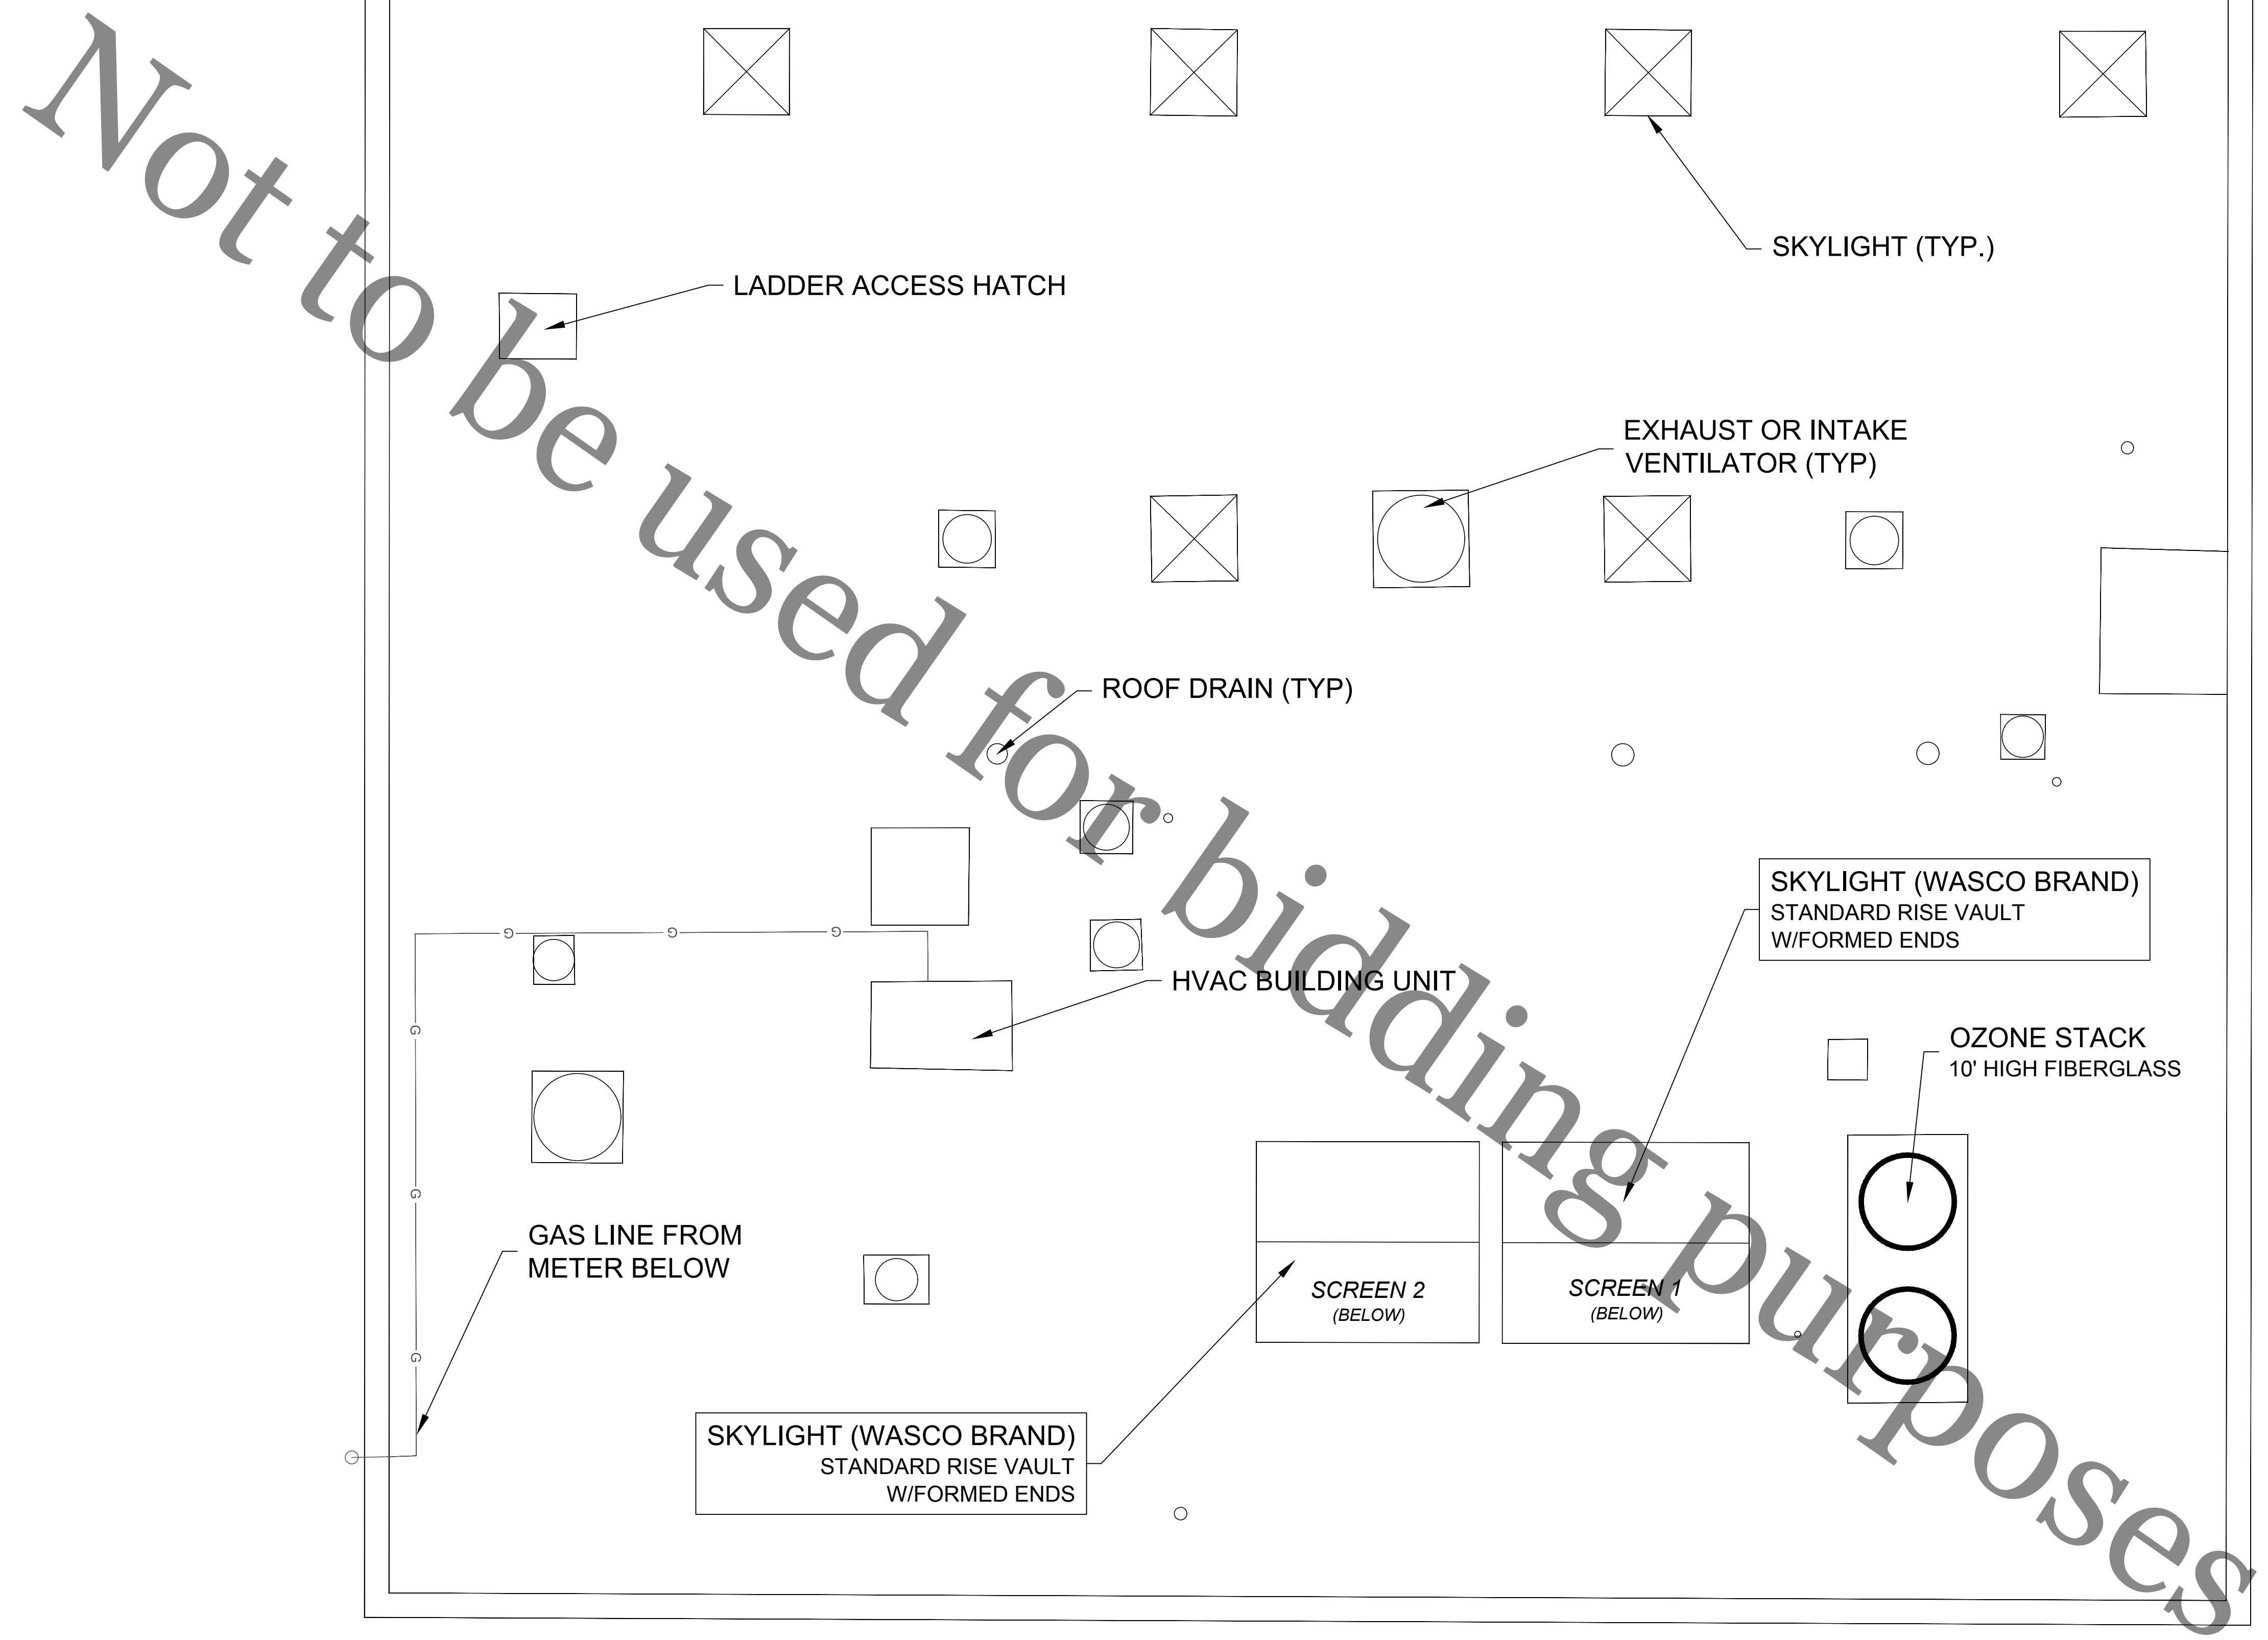 SKYLIGHT (TYP.)
LADDER ACCESS HATCH
EXHAUST OR INTAKE
VENTILATOR (TYP)
ROOF DRAIN (TYP)
SKYLIGHT (WASCO BRAND)
STANDARD RISE VAULT
W/FORMED ENDS
G
G
G
HVAC BUILDING UNIT
G
OZONE STACK
10' HIGH FIBERGLASS
G
GAS LINE FROM
METER BELOW
SCREEN 2
(BELOW)
SCREEN 1
(BELOW)
G
SKYLIGHT (WASCO BRAND)
STANDARD RISE VAULT
W/FORMED ENDS
Not to be used for bidding purposes